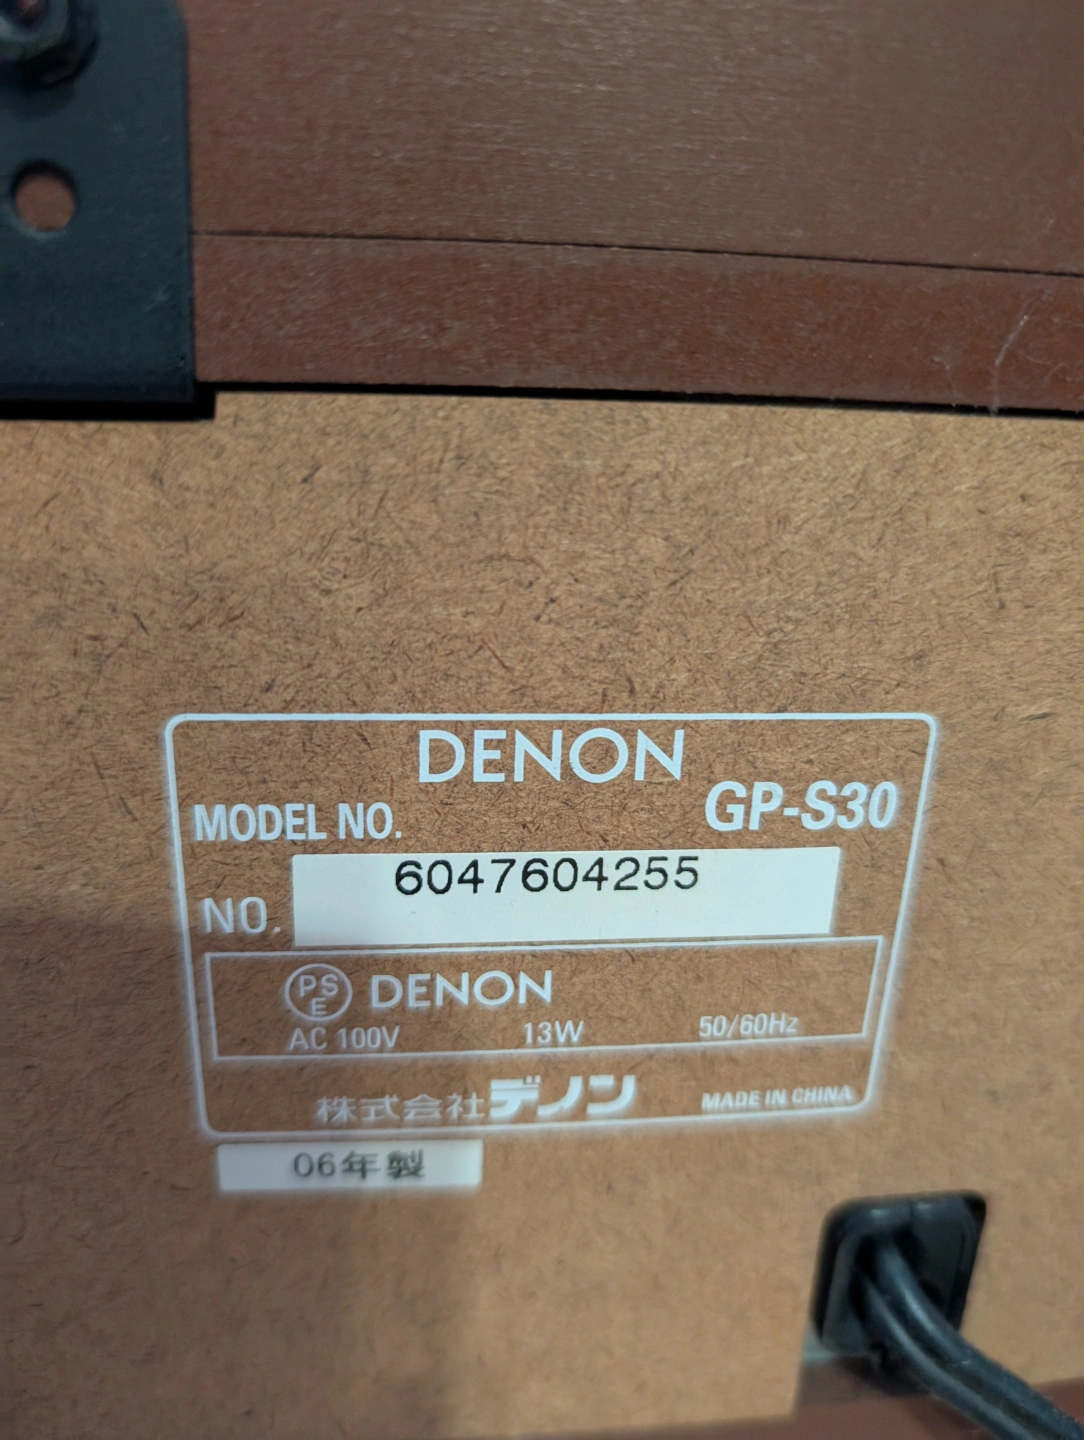 DENON
MODEL NO. GP-S30
NO. 6047604255
PS E DENON
AC 100V 13W 50/60Hz
株式会社デノン MADE IN CHINA
06年製